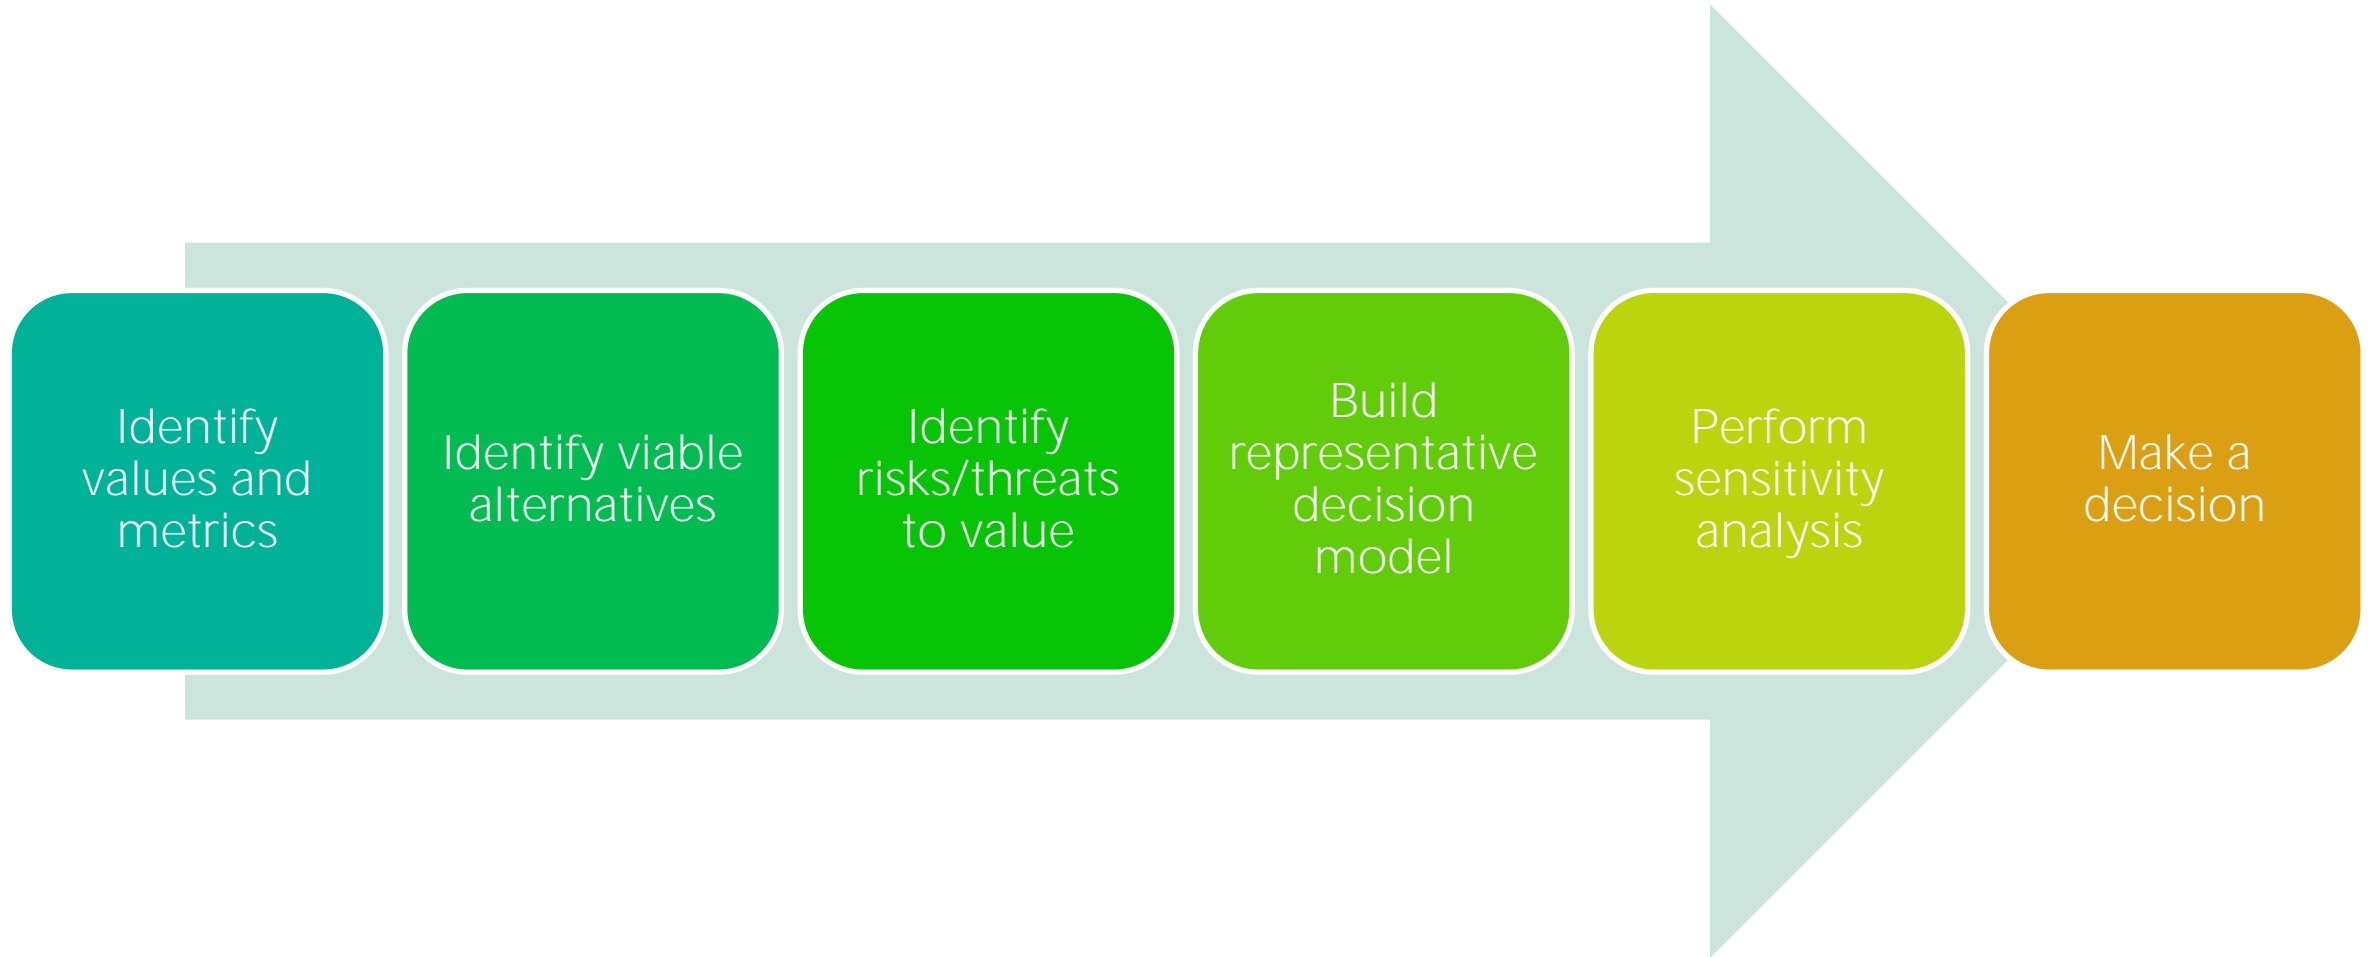 Identify
values and
metrics
Identify viable
alternatives
Identify
risks/threats
to value
Build
representative
decision
model
Perform
sensitivity
analysis
Make a
decision